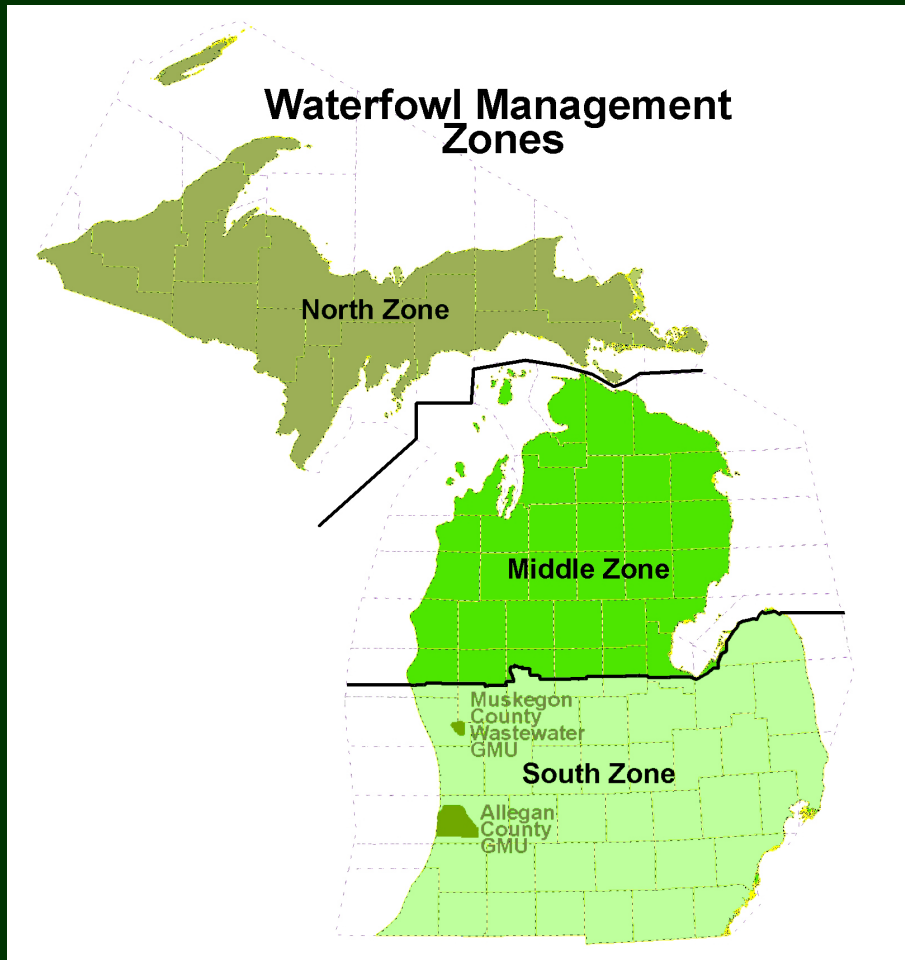 Waterfowl Management
Zones
North Zone
Middle Zone
Muskegon
County
Wastewater
GMU
South Zone
Allegan
County
GMU